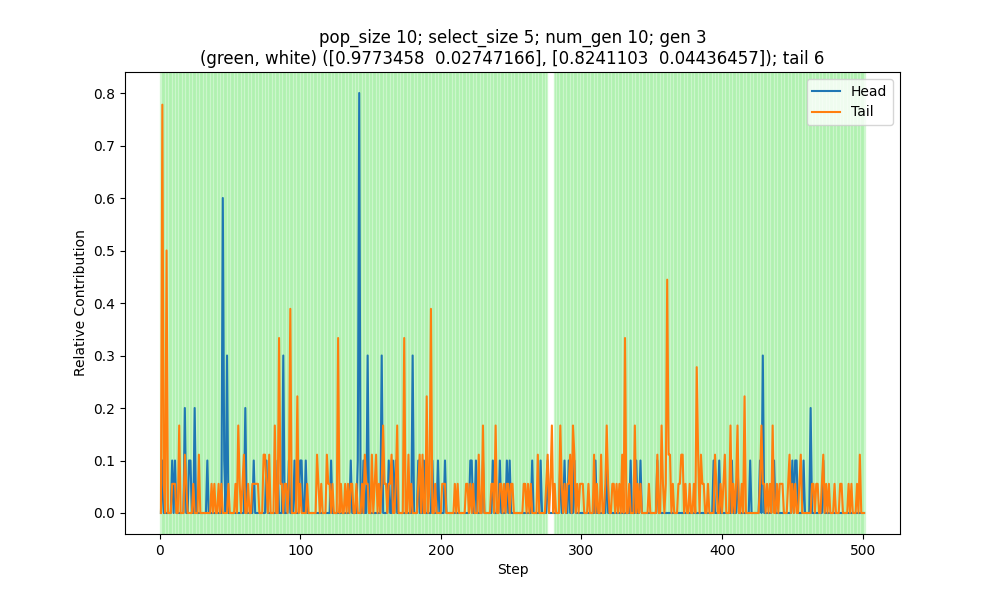 pop_size 10; select_size 5; num_gen 10; gen 3
(green, white) ([0.9773458  0.02747166], [0.8241103  0.04436457]); tail 6
Head
Tail
Relative Contribution
0.8
0.7
0.6
0.5
0.4
0.3
0.2
0.1
0.0
0 100 200 300 400 500
Step